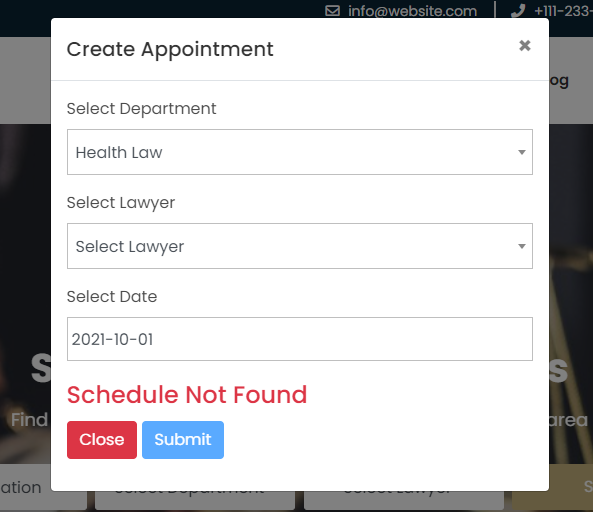 info@website.com
+111-233-
Create Appointment
×
og
Select Department
Health Law
Select Lawyer
Select Lawyer
Select Date
2021-10-01
Schedule Not Found
S
s
Find
area
Close
Submit
ation
Select Department
Select Lawyer
S